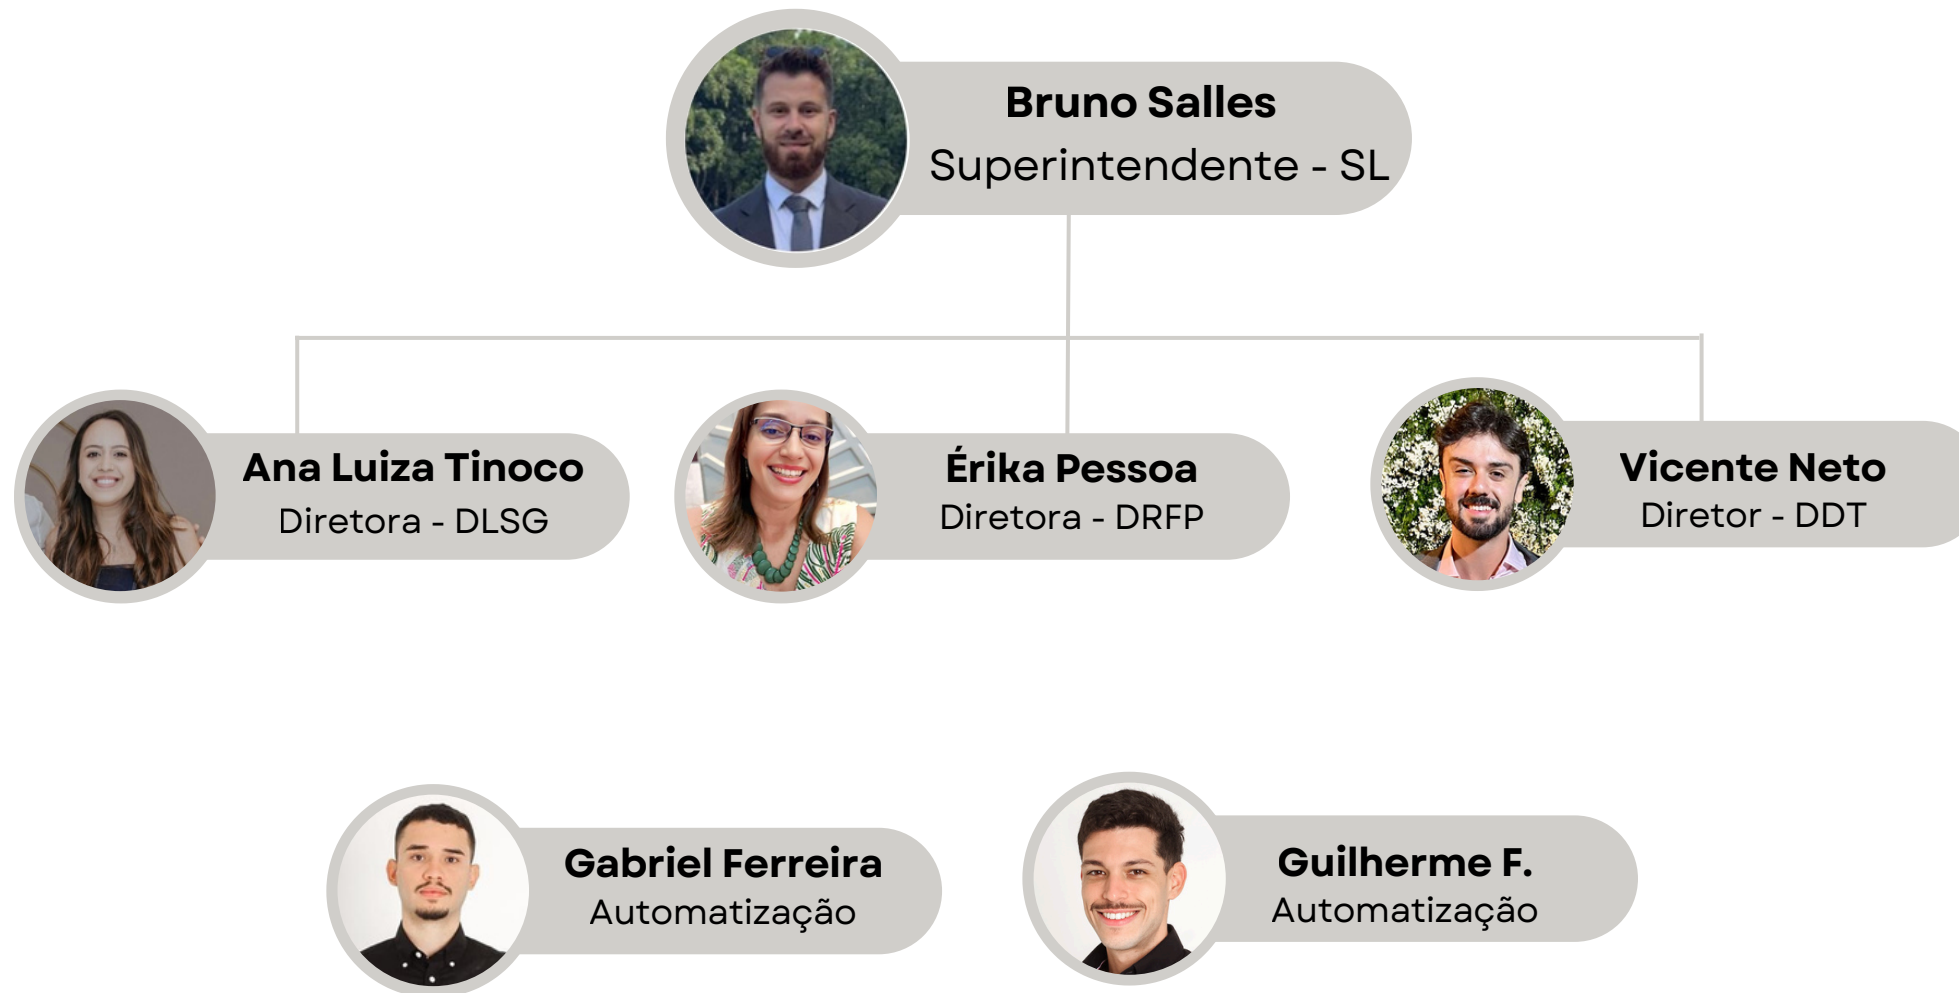 Bruno Salles
Superintendente - SL
Ana Luiza Tinoco
Diretora - DLSG
Érika Pessoa
Diretora - DRFP
Vicente Neto
Diretor - DDT
Gabriel Ferreira
Automatização
Guilherme F.
Automatização